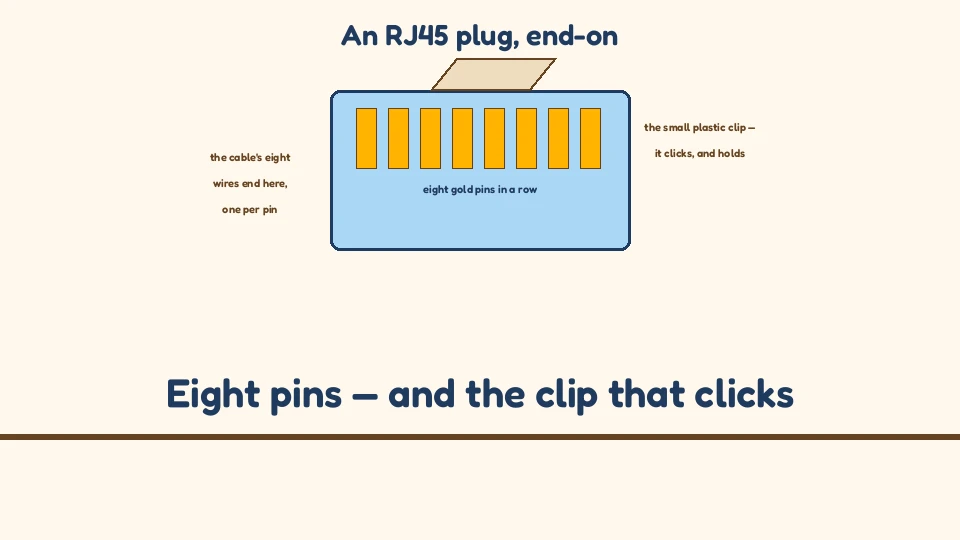 An RJ45 plug, end-on
the small plastic clip —
it clicks, and holds
the cable's eight
wires end here,
one per pin
eight gold pins in a row
Eight pins — and the clip that clicks